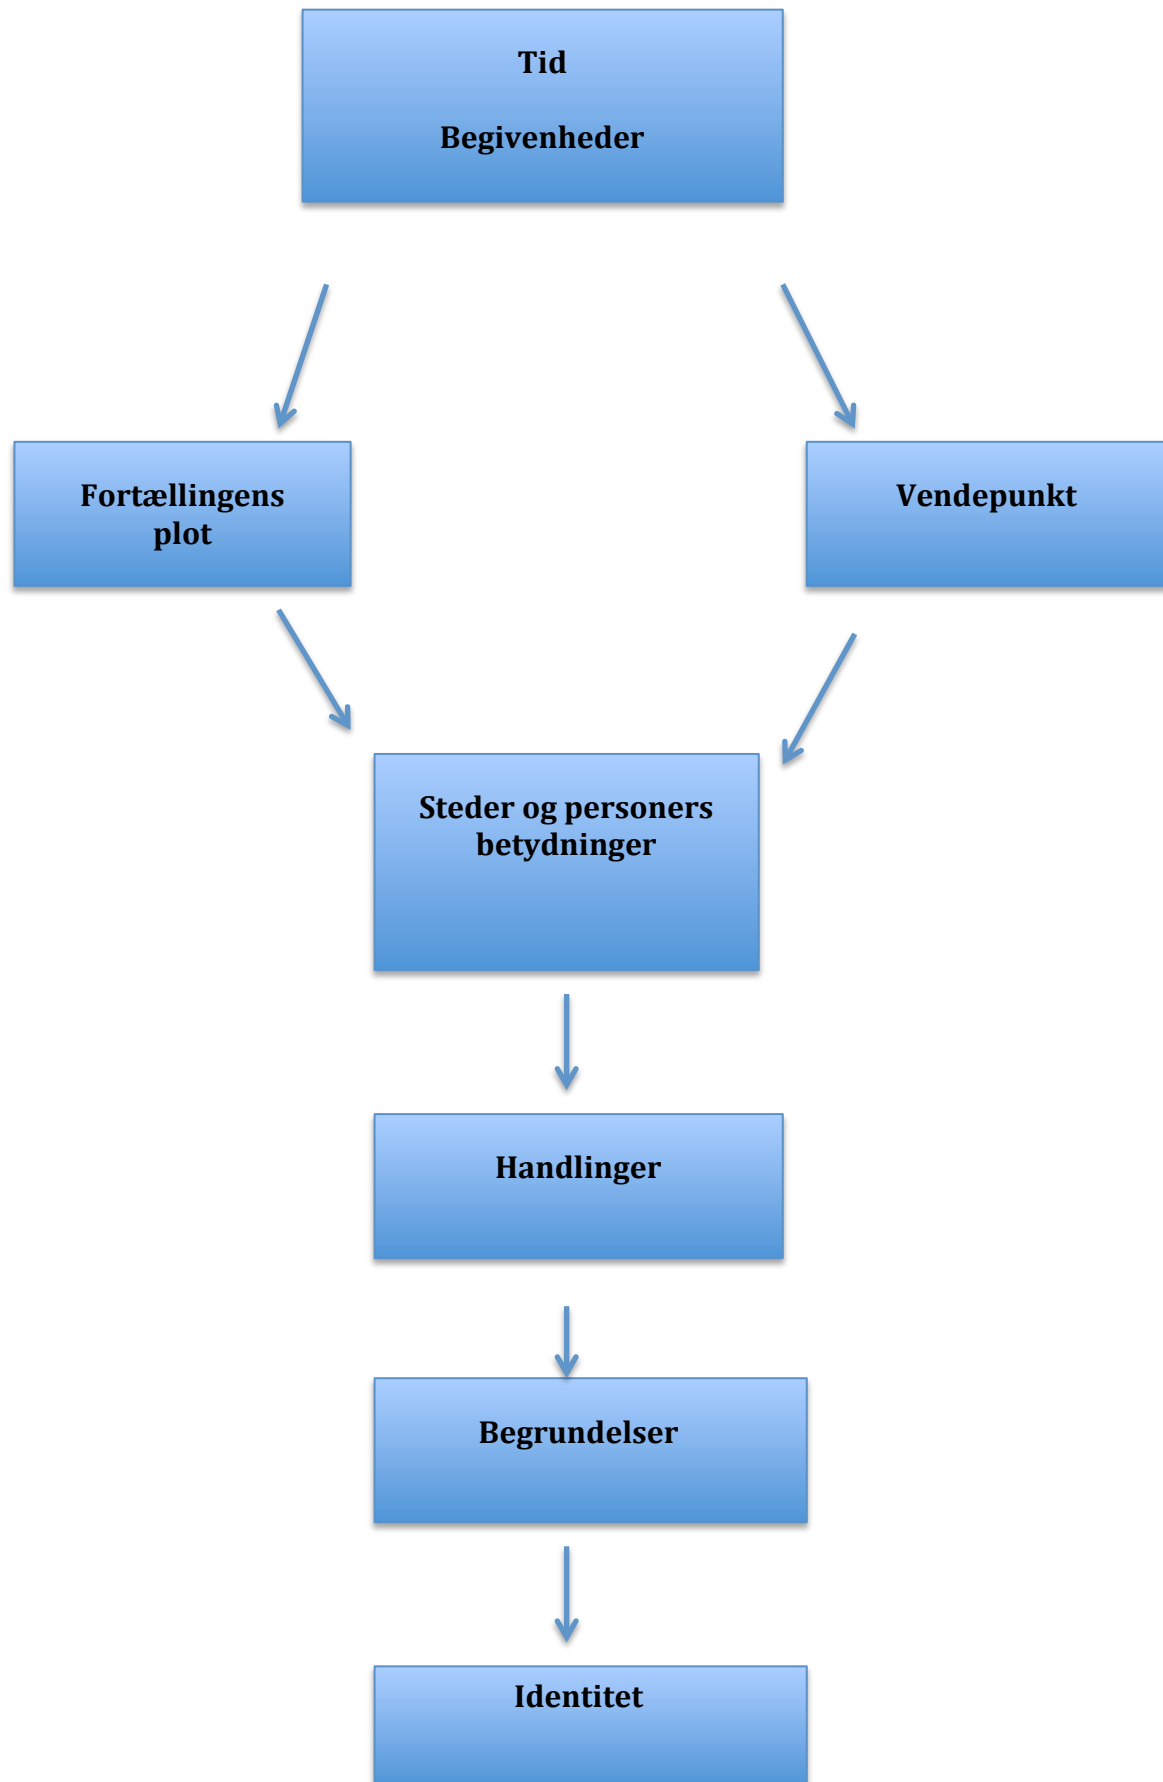 Tid
Begivenheder
Fortællingens
plot
Vendepunkt
Steder og personers
betydninger
Handlinger
Begrundelser
Identitet